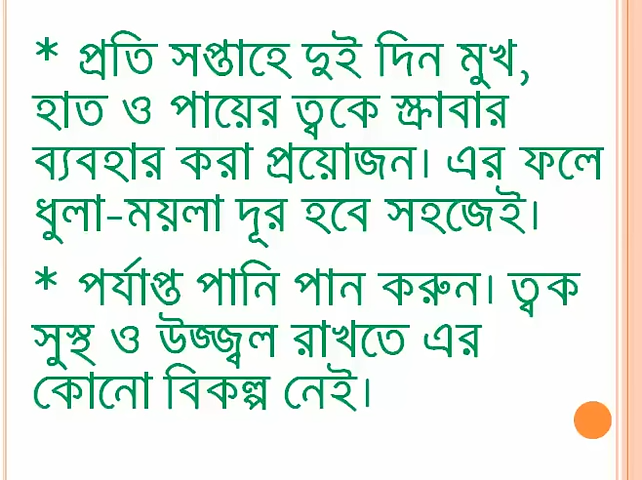 * প্রতি সপ্তাহে দুই দিন মুখ,
হাত ও পায়ের ত্বকে স্ক্রাবার
ব্যবহার করা প্রয়োজন। এর ফলে
ধুলা-ময়লা দূর হবে সহজেই।
* পর্যাপ্ত পানি পান করুন। ত্বক
সুস্থ ও উজ্জ্বল রাখতে এর
কোনো বিকল্প নেই।